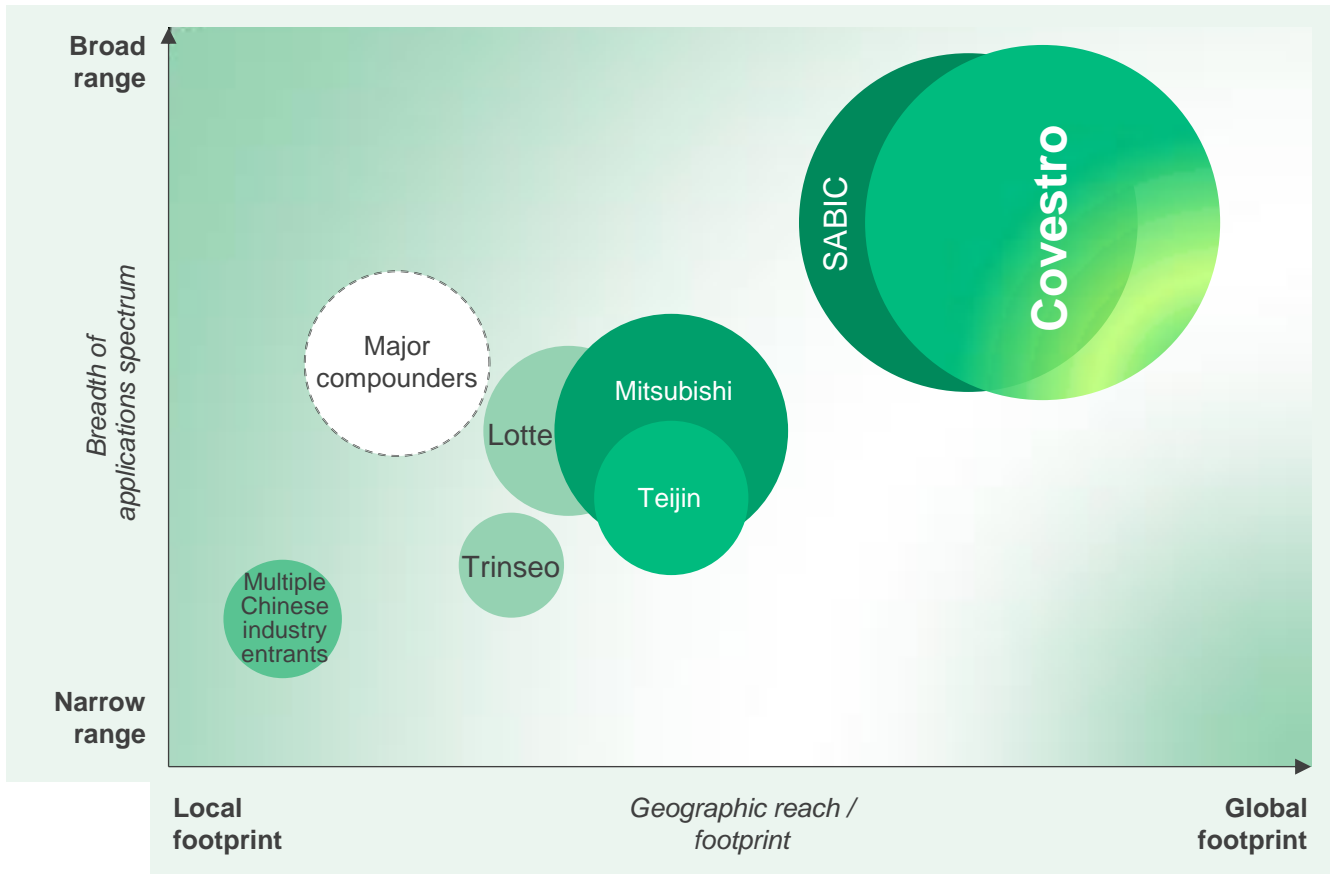 Broad
range
SABIC
Covestro
Breadth of
applications spectrum
Major
compounders
Lotte
Mitsubishi
Teijin
Trinseo
Multiple
Chinese
industry
entrants
Narrow
range
Local
footprint
Geographic reach /
footprint
Global
footprint